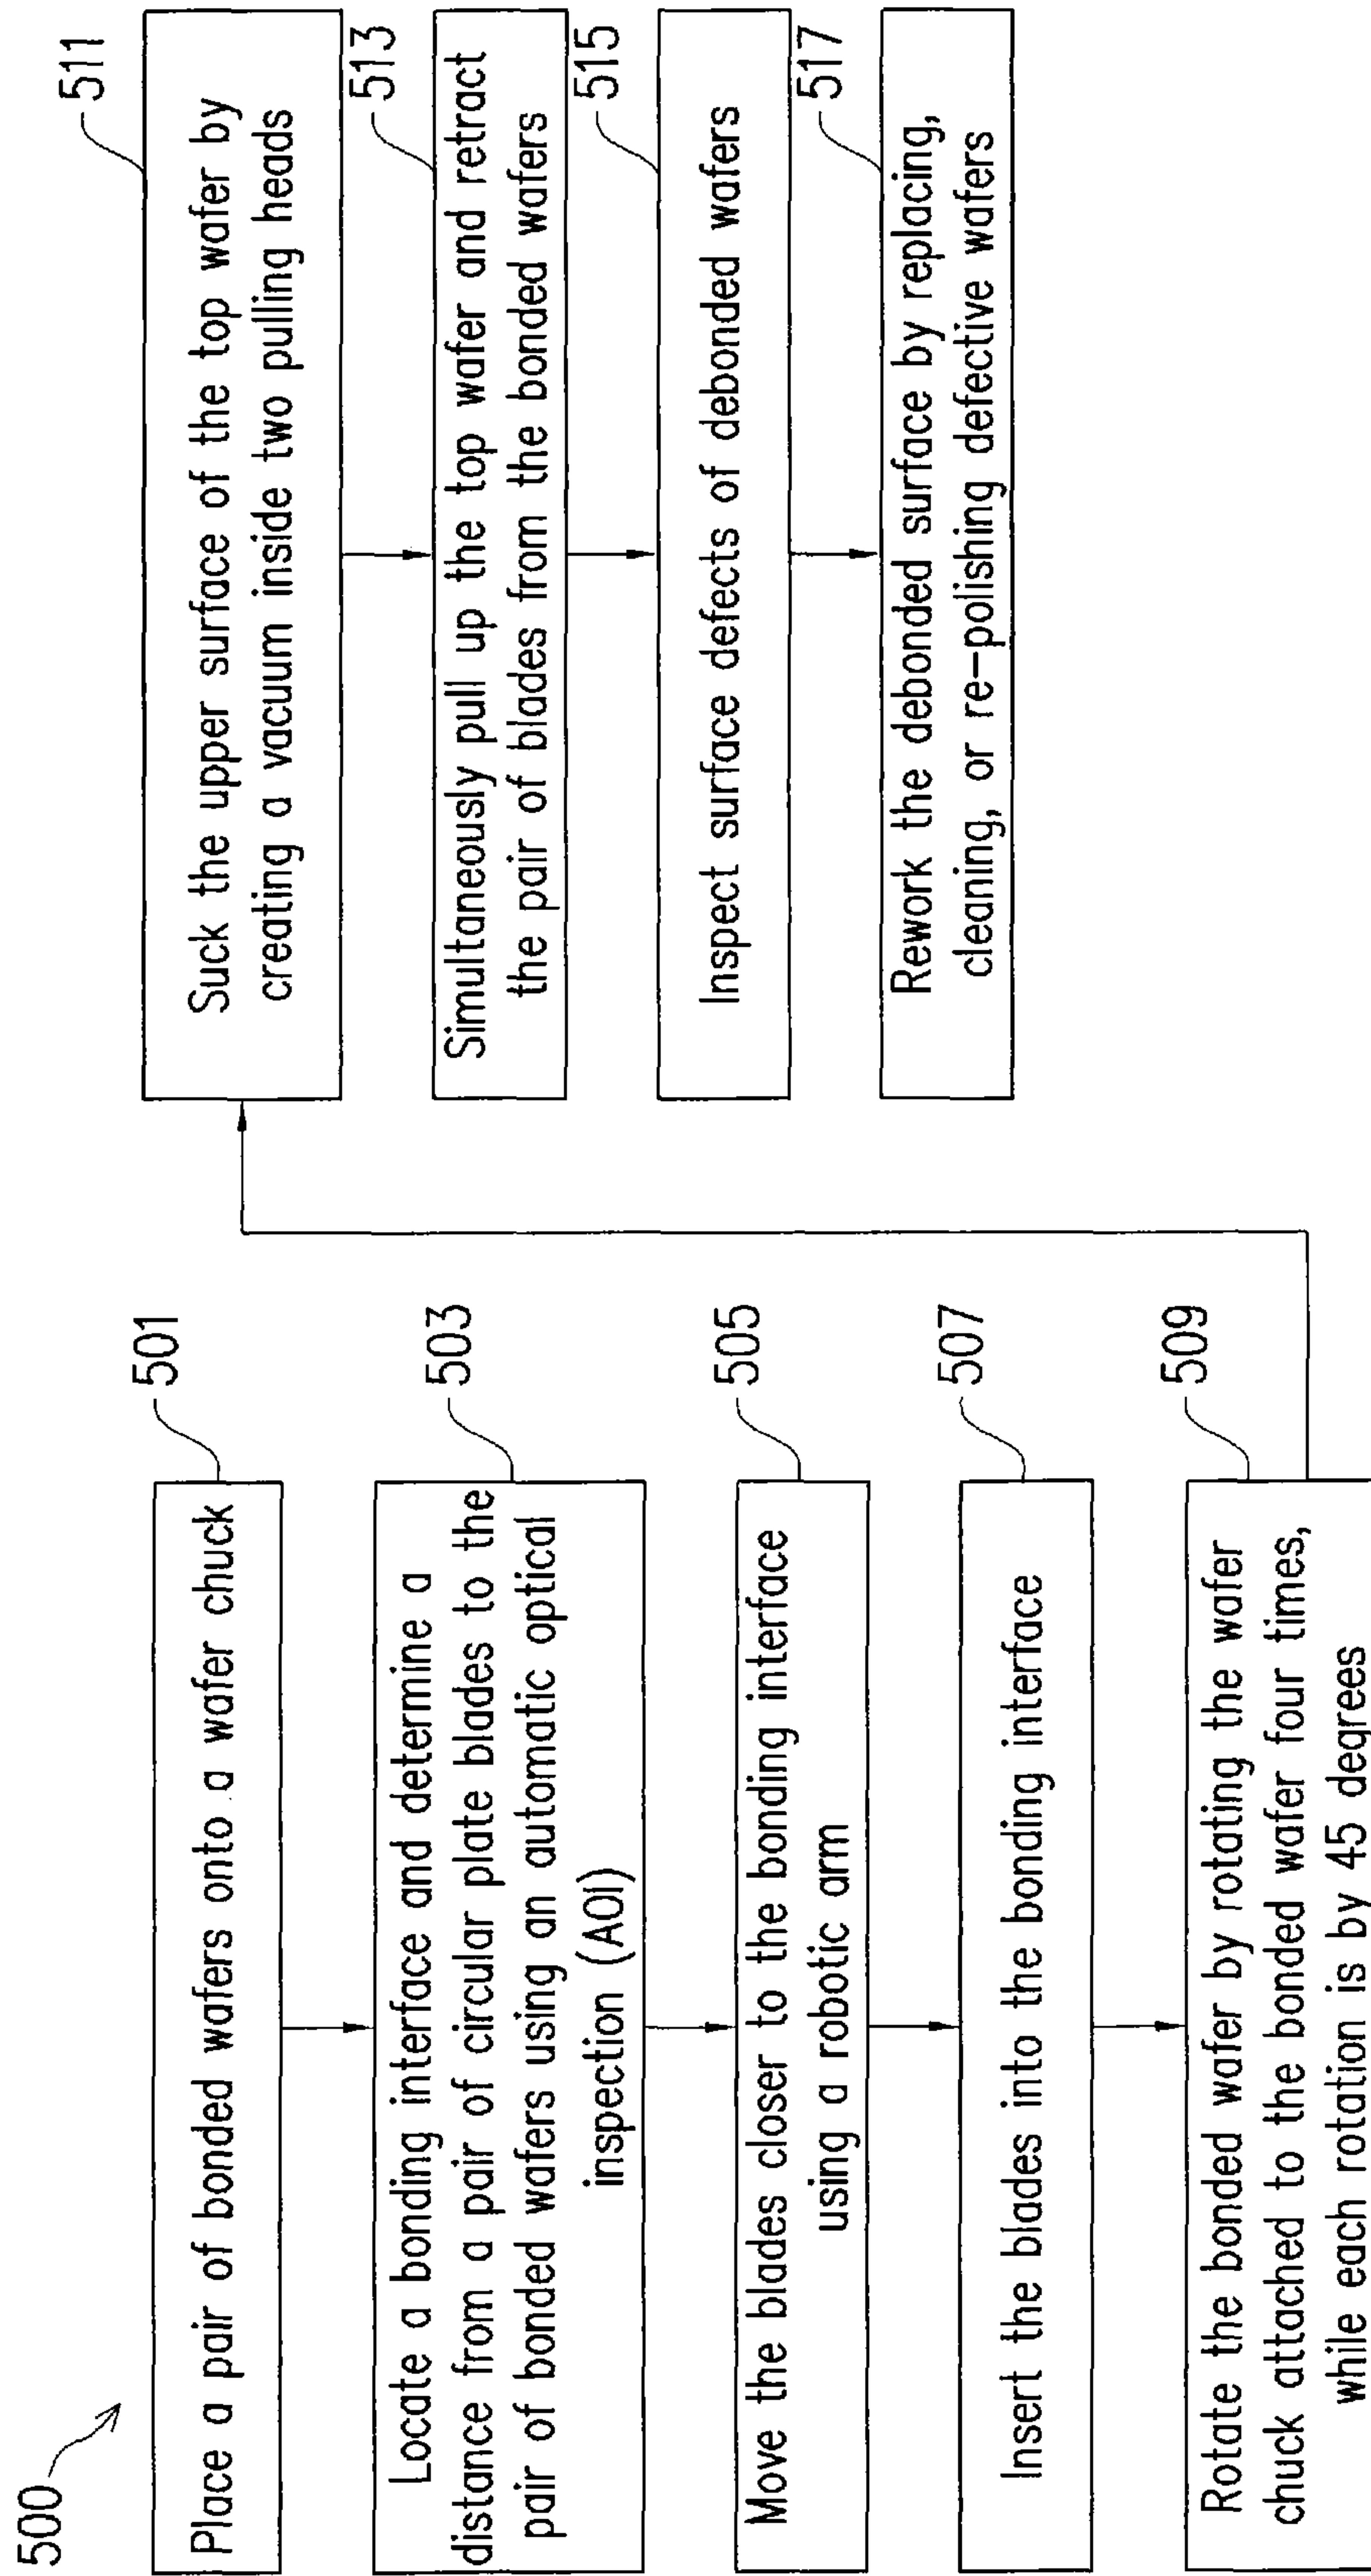 500
501
Place a pair of bonded wafers onto a wafer chuck
503
Locate a bonding interface and determine a
distance from a pair of circular plate blades to the
pair of bonded wafers using an automatic optical
inspection (AOI)
505
Move the blades closer to the bonding interface
using a robotic arm
507
Insert the blades into the bonding interface
509
Rotate the bonded wafer by rotating the wafer
chuck attached to the bonded wafer four times,
while each rotation is by 45 degrees
511
Suck the upper surface of the top wafer by
creating a vacuum inside two pulling heads
513
Simultaneously pull up the top wafer and retract
the pair of blades from the bonded wafers
515
Inspect surface defects of debonded wafers
517
Rework the debonded surface by replacing,
cleaning, or re-polishing defective wafers